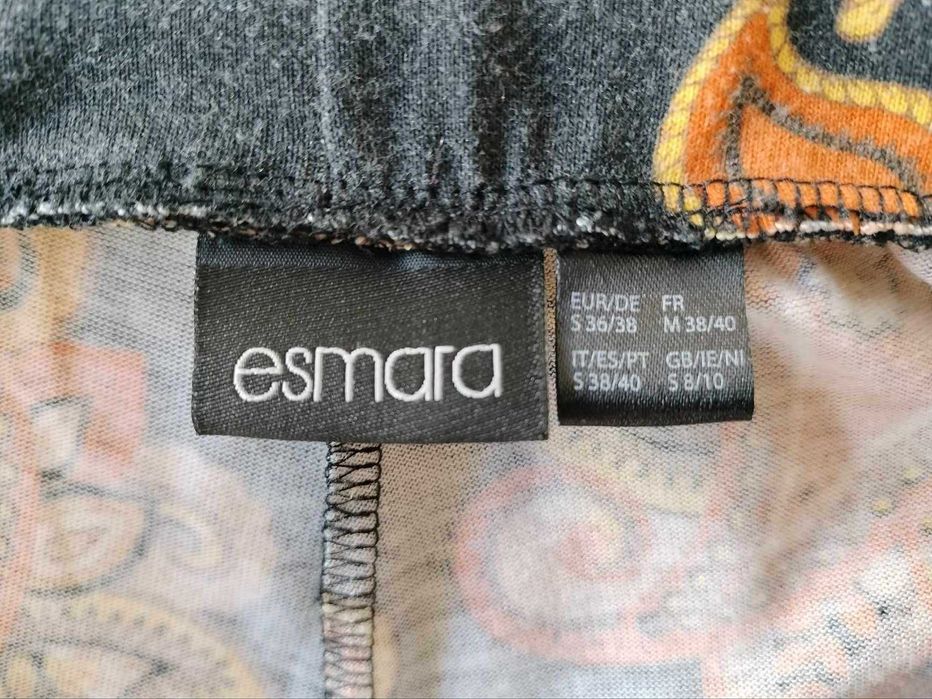 esmara
EUR/DE FR
S 36/38 M 38/40
IT/ES/PT GB/IE/NI
S 38/40 S 8/10